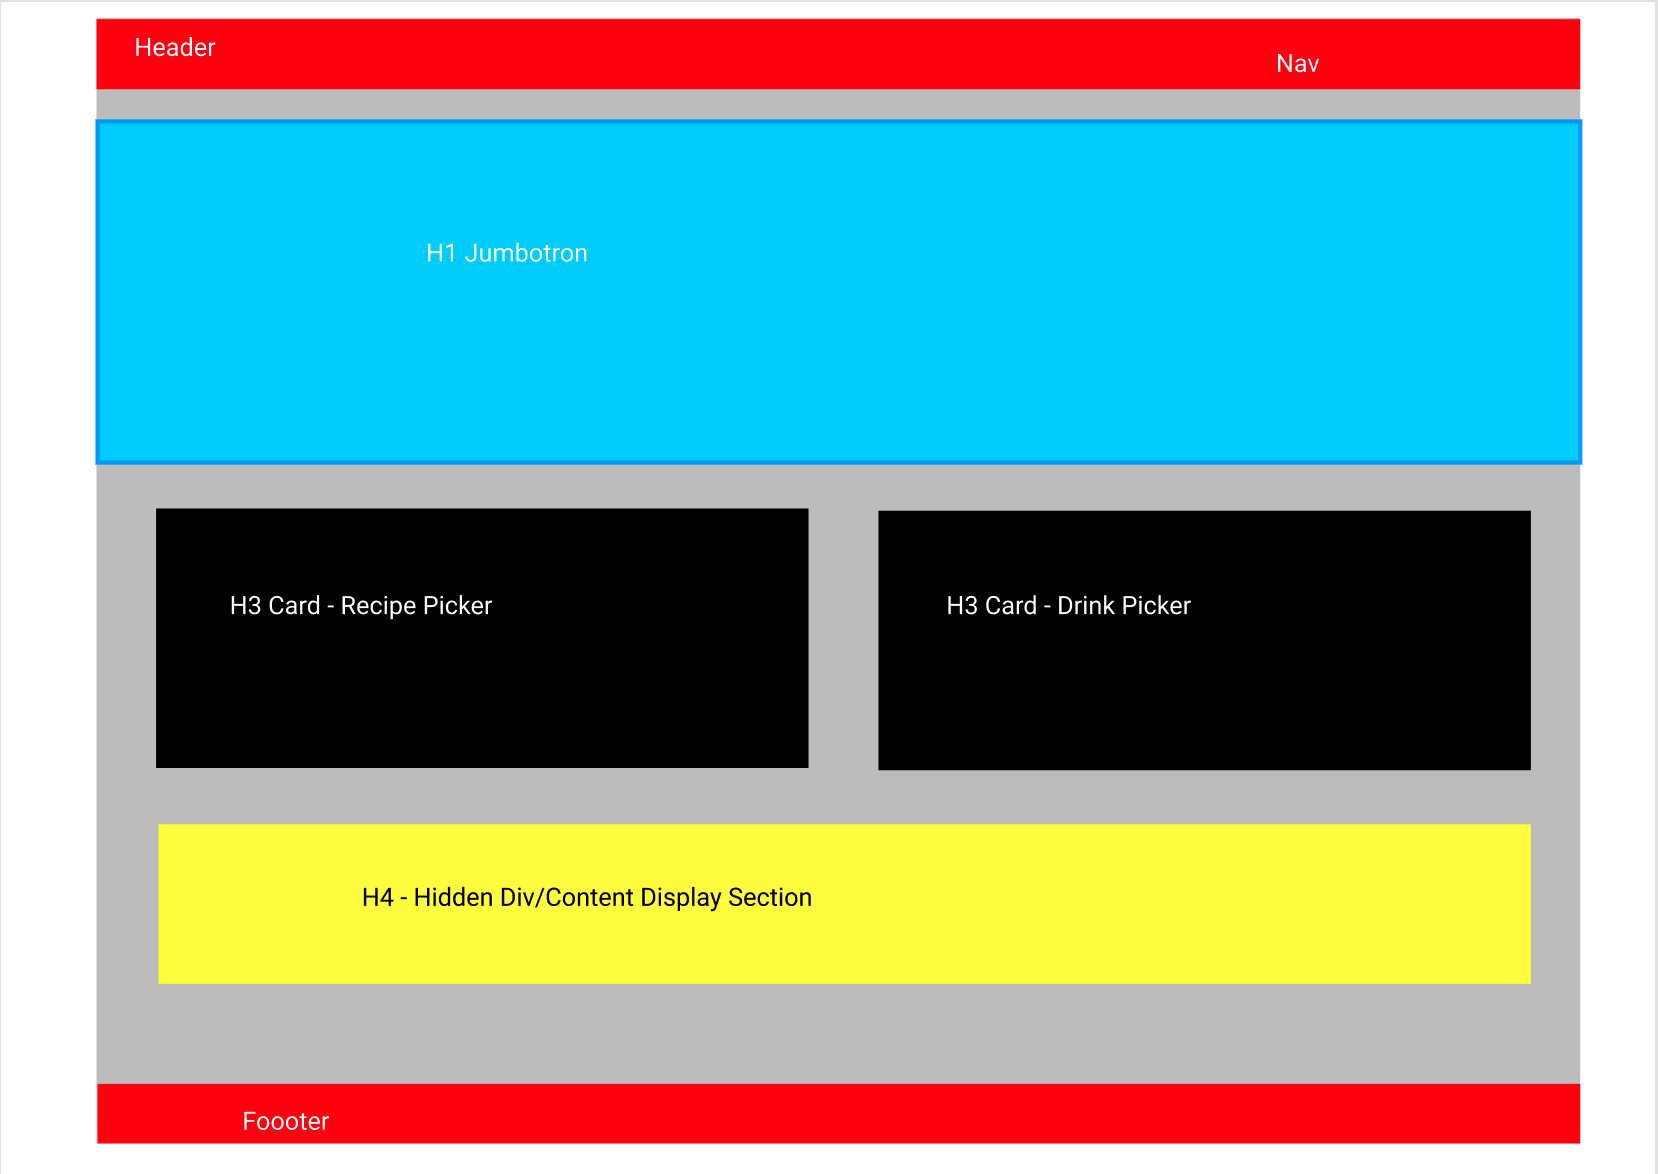 Header
Nav
H1 Jumbotron
H3 Card - Recipe Picker
H3 Card - Drink Picker
H4 - Hidden Div/Content Display Section
Foooter